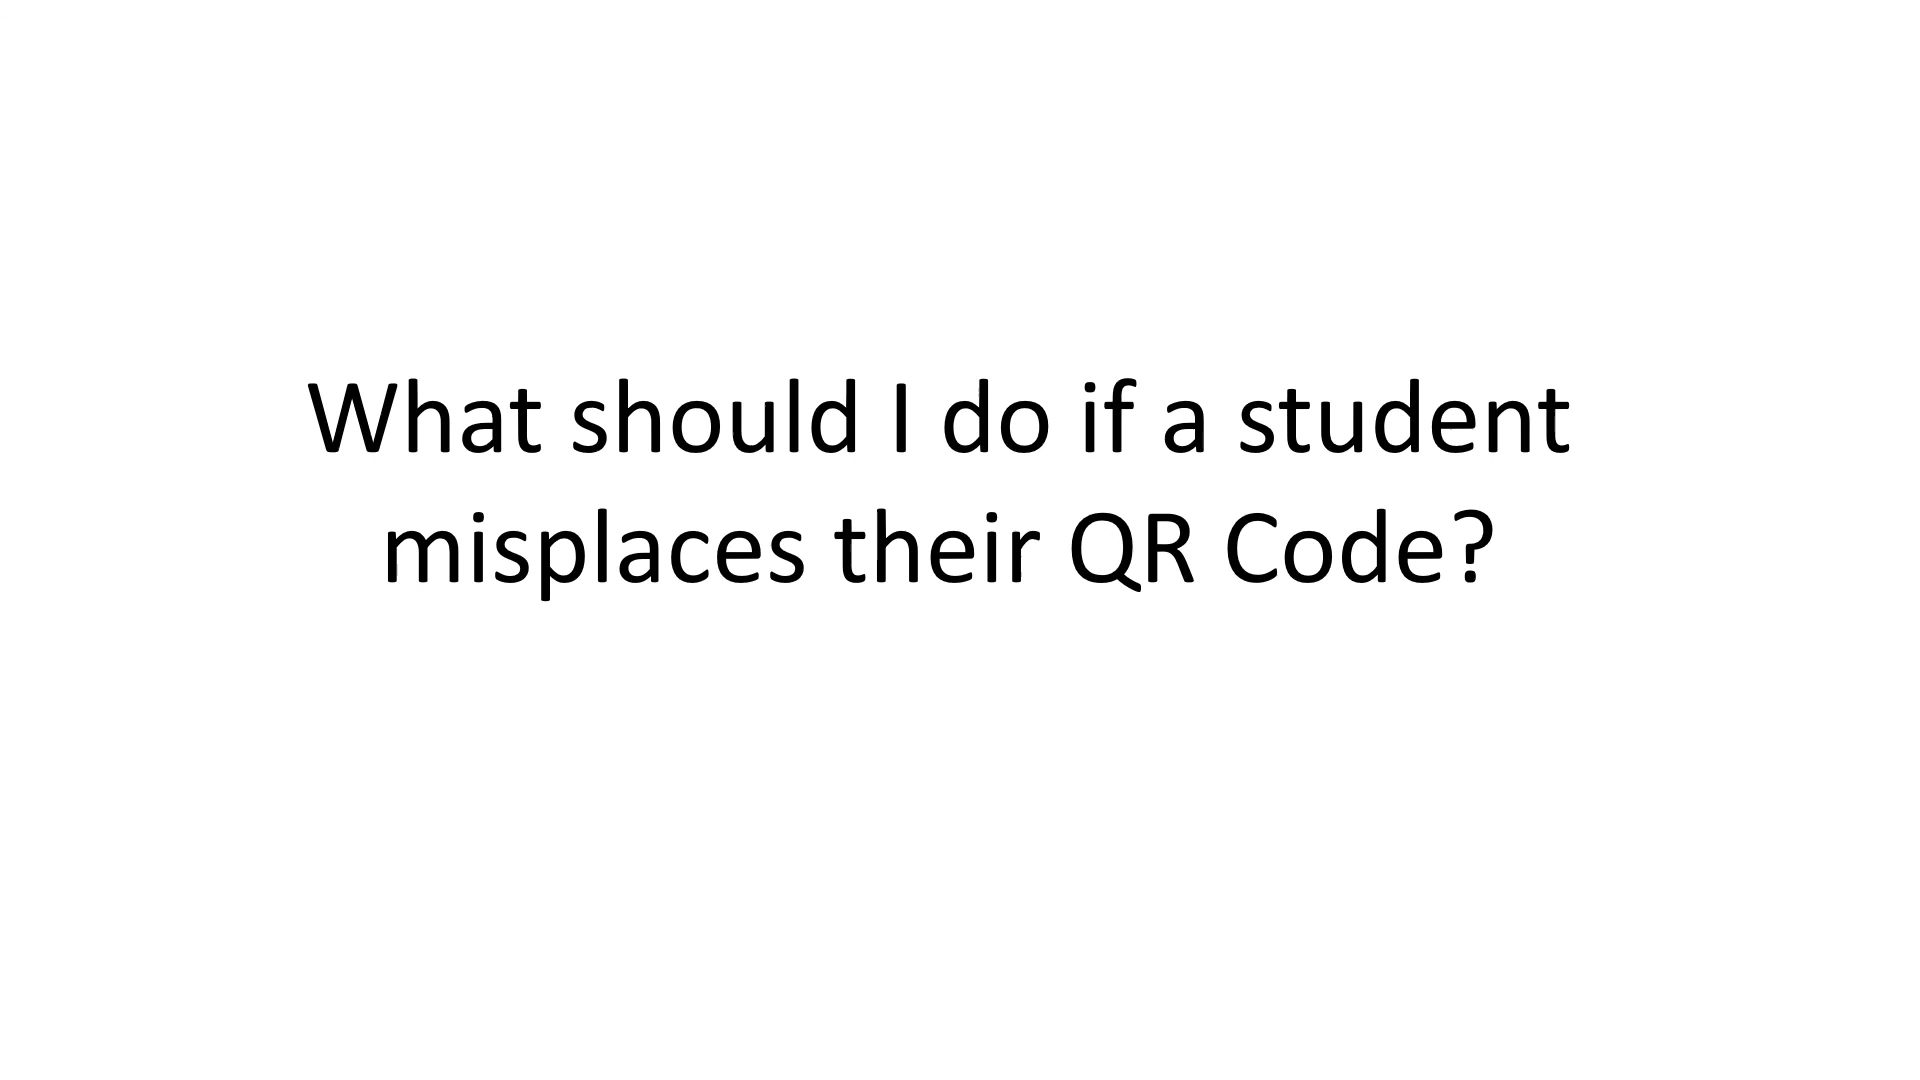 What should I do if a student
misplaces their QR Code?